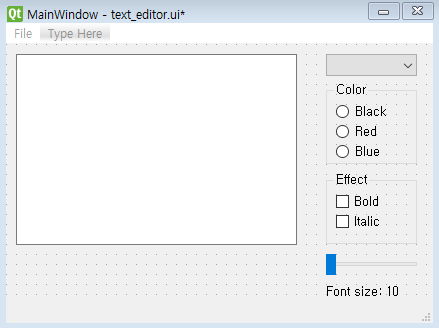 Qt MainWindow - text_editor.ui*
File Type Here
Color
Black
Red
Blue
Effect
Bold
Italic
Font size: 10